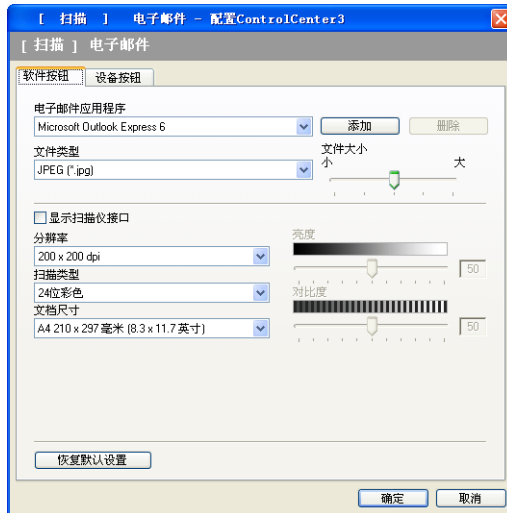 [ 扫描 ] 电子邮件 - 配置ControlCenter3
[ 扫描 ] 电子邮件
软件按钮 设备按钮
电子邮件应用程序
Microsoft Outlook Express 6 添加 删除
文件类型 文件大小
JPEG (*.jpg) 小 大
显示扫描仪接口
分辨率 亮度
200 x 200 dpi 50
扫描类型
24位彩色 对比度
文档尺寸
A4 210 x 297 毫米 (8.3 x 11.7 英寸) 50
恢复默认设置
确定 取消